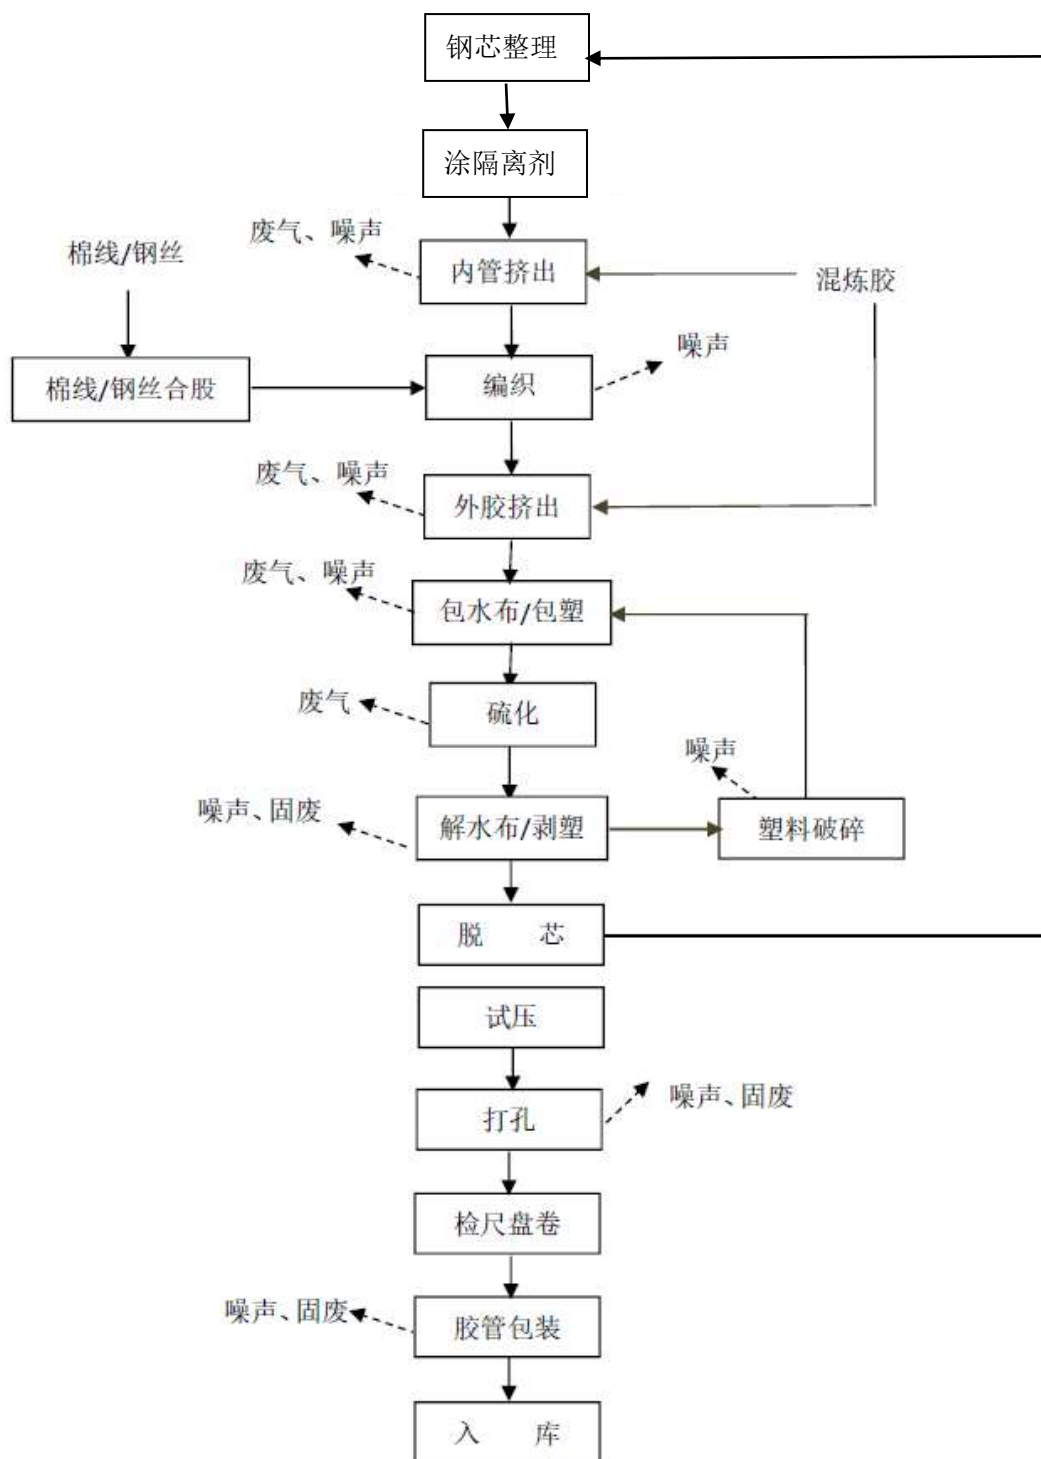 钢芯整理
涂隔离剂
废气、噪声
棉线/钢丝
内管挤出
混炼胶
噪声
棉线/钢丝合股
编织
废气、噪声
外胶挤出
废气、噪声
包水布/包塑
废气
硫化
噪声
噪声、固废
解水布/剥塑
塑料破碎
脱 芯
试压
噪声、固废
打孔
检尺盘卷
噪声、固废
胶管包装
入 库